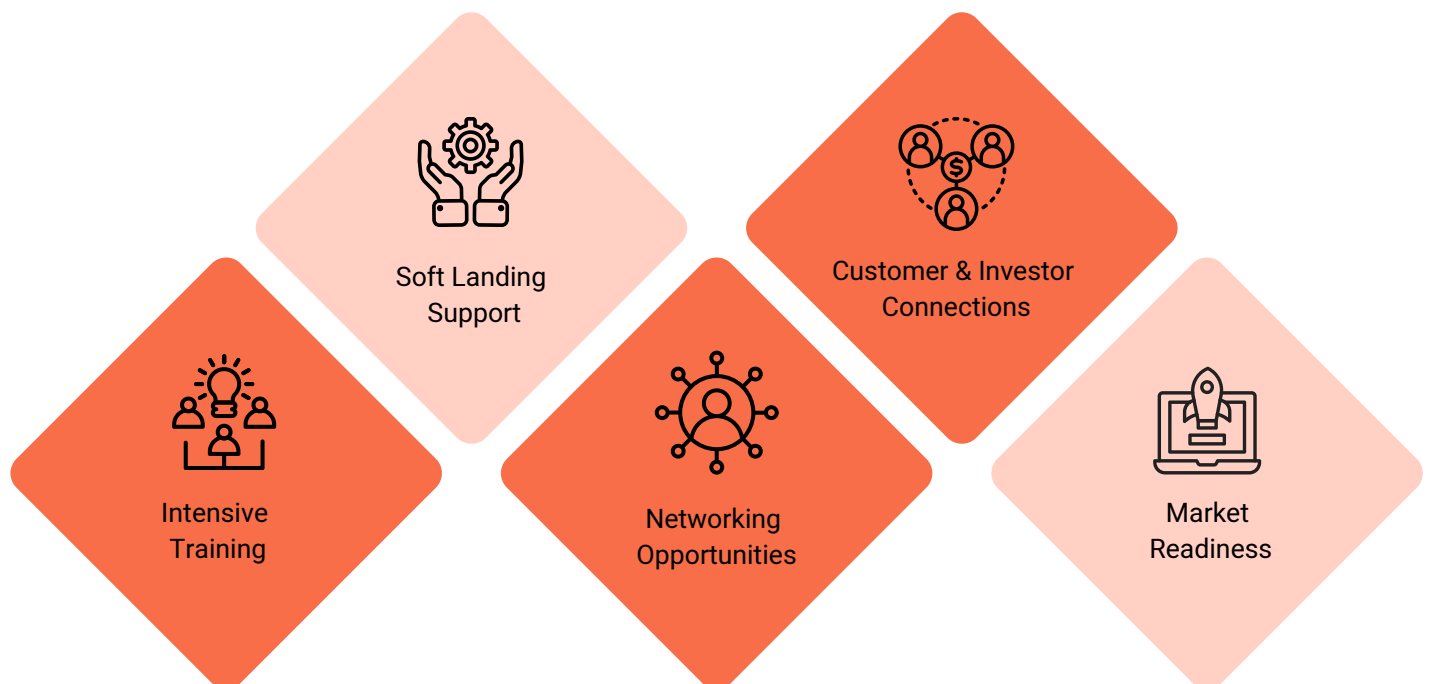 Soft Landing
Support
Customer & Investor
Connections
$
Intensive
Training
Networking
Opportunities
Market
Readiness